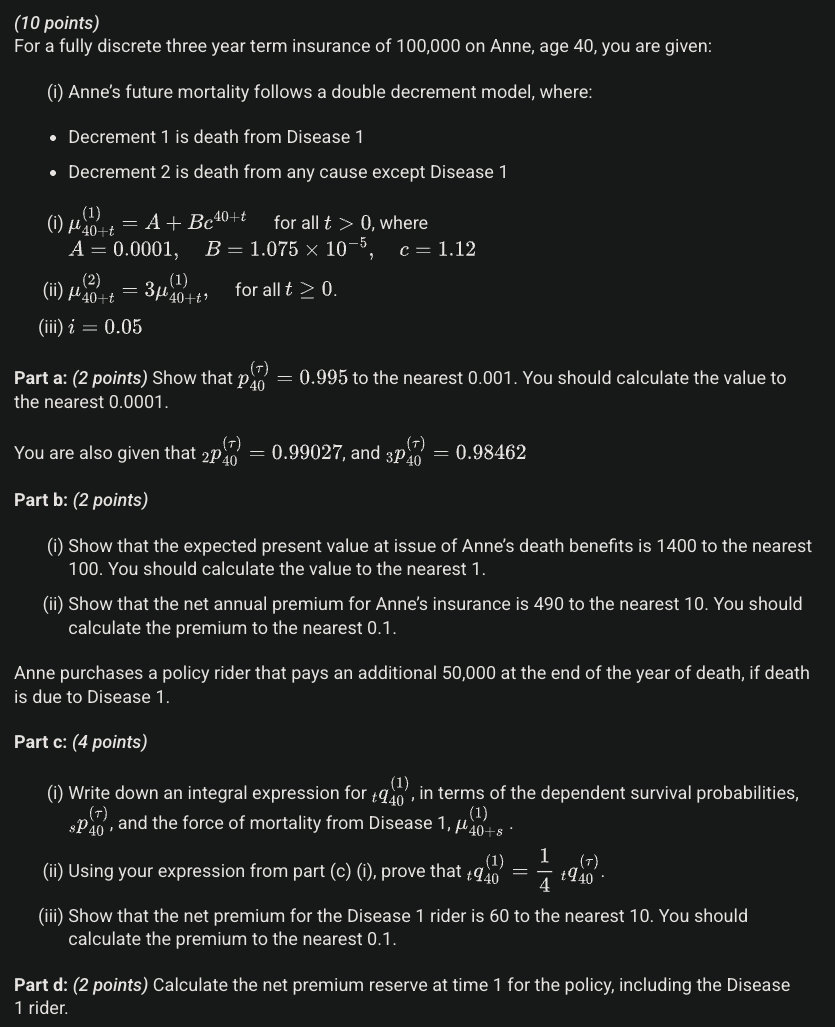 (10 points)
For a fully discrete three year term insurance of 100,000 on Anne, age 40, you are given:
(i) Anne’s future mortality follows a double decrement model, where:
• Decrement 1 is death from Disease 1
• Decrement 2 is death from any cause except Disease 1
(i) $\mu_{40+t}^{(1)} = A + Bc^{40+t}$ for all $t > 0$, where
$A = 0.0001, \quad B = 1.075 \times 10^{-5}, \quad c = 1.12$
(ii) $\mu_{40+t}^{(2)} = 3\mu_{40+t}^{(1)},$ for all $t \geq 0$.
(iii) $i = 0.05$
Part a: (2 points) Show that $p_{40}^{(\tau)} = 0.995$ to the nearest 0.001. You should calculate the value to
the nearest 0.0001.
You are also given that ${}_2p_{40}^{(\tau)} = 0.99027$, and ${}_3p_{40}^{(\tau)} = 0.98462$
Part b: (2 points)
(i) Show that the expected present value at issue of Anne’s death benefits is 1400 to the nearest
100. You should calculate the value to the nearest 1.
(ii) Show that the net annual premium for Anne’s insurance is 490 to the nearest 10. You should
calculate the premium to the nearest 0.1.
Anne purchases a policy rider that pays an additional 50,000 at the end of the year of death, if death
is due to Disease 1.
Part c: (4 points)
(i) Write down an integral expression for ${}_tq_{40}^{(1)}$, in terms of the dependent survival probabilities,
${}_sp_{40}^{(\tau)}$, and the force of mortality from Disease 1, $\mu_{40+s}^{(1)}$ .
(ii) Using your expression from part (c) (i), prove that ${}_tq_{40}^{(1)} = \frac{1}{4} \, {}_tq_{40}^{(\tau)}$.
(iii) Show that the net premium for the Disease 1 rider is 60 to the nearest 10. You should
calculate the premium to the nearest 0.1.
Part d: (2 points) Calculate the net premium reserve at time 1 for the policy, including the Disease
1 rider.